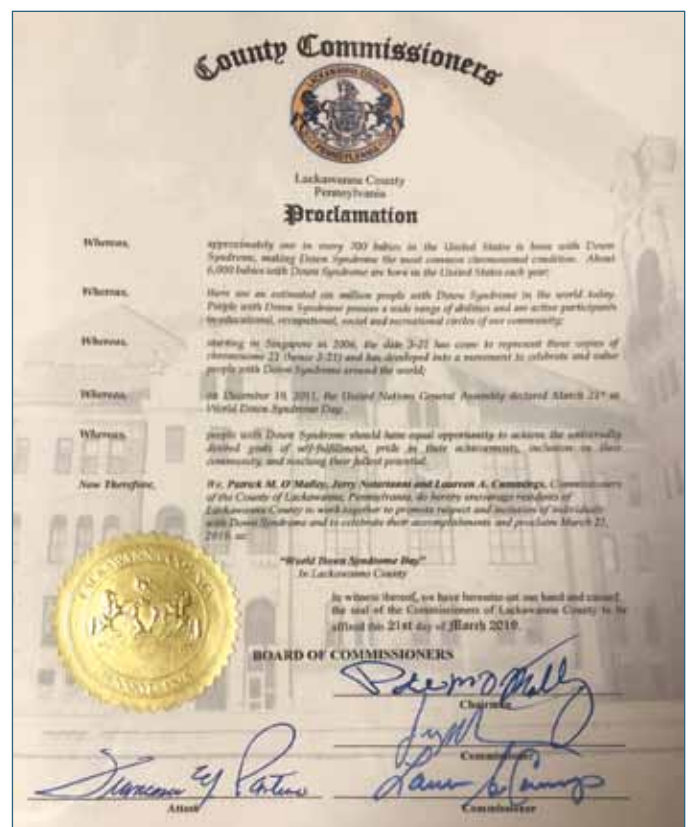 County Commissioners
LACKAWANNA COUNTY
PENNSYLVANIA
Lackawanna County
Pennsylvania
Proclamation
Whereas, approximately one in every 700 babies in the United States is born with Down
Syndrome, making Down Syndrome the most common chromosomal condition. About
6,000 babies with Down Syndrome are born in the United States each year;
Whereas, there are an estimated six million people with Down Syndrome in the world today.
People with Down Syndrome possess a wide range of abilities and are active participants
in educational, occupational, social and recreational circles of our community;
Whereas, starting in Singapore in 2006, the date 3-21 has come to represent three copies of
chromosome 21 (hence 3-21) and has developed into a movement to celebrate and value
people with Down Syndrome around the world;
Whereas, on December 19, 2011, the United Nations General Assembly declared March 21st as
World Down Syndrome Day
Whereas, people with Down Syndrome should have equal opportunity to achieve the universally
desired goals of self-fulfillment, pride in their achievements, inclusion in their
community, and reaching their fullest potential.
Now Therefore, We, Patrick M. O'Malley, Jerry Notarianni and Laureen A. Cummings, Commissioners
of the County of Lackawanna, Pennsylvania, do hereby encourage residents of
Lackawanna County to work together to promote respect and inclusion of individuals
with Down Syndrome and to celebrate their accomplishments and proclaim March 21,
2019, as:
"World Down Syndrome Day"
In Lackawanna County
In witness thereof, we have hereunto set our hand and caused
the seal of the Commissioners of Lackawanna County to be
affixed this 21st day of March 2019.
LACKAWANNA COUNTY
BOARD OF COMMISSIONERS
Chairman
Commissioner
Attest
Commissioner